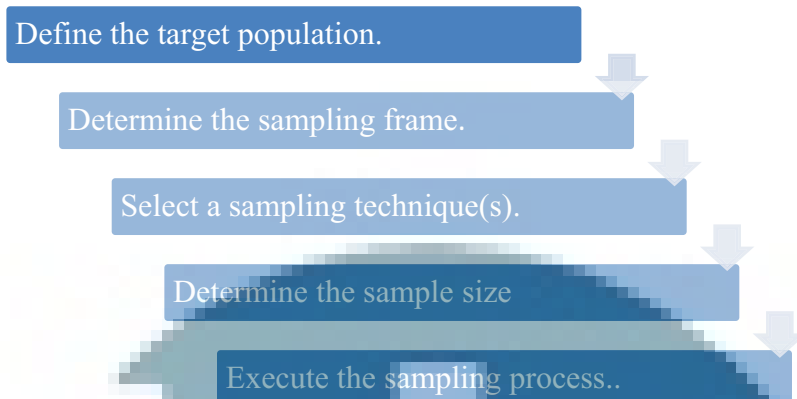 Define the target population.
Determine the sampling frame.
Select a sampling technique(s).
Determine the sample size
Execute the sampling process..